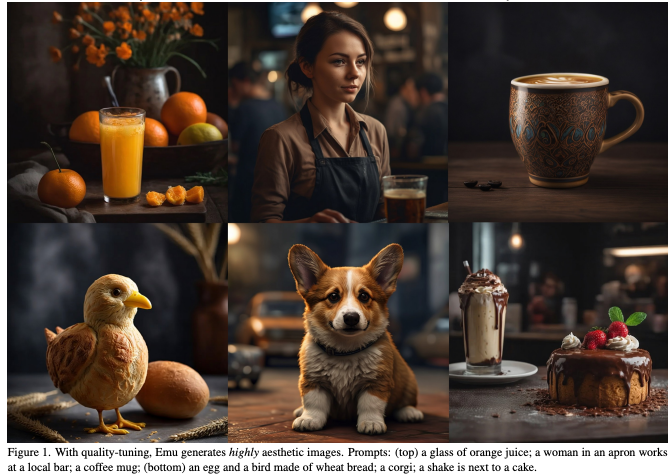 Figure 1. With quality-tuning, Emu generates highly aesthetic images. Prompts: (top) a glass of orange juice; a woman in an apron works
at a local bar; a coffee mug; (bottom) an egg and a bird made of wheat bread; a corgi; a shake is next to a cake.